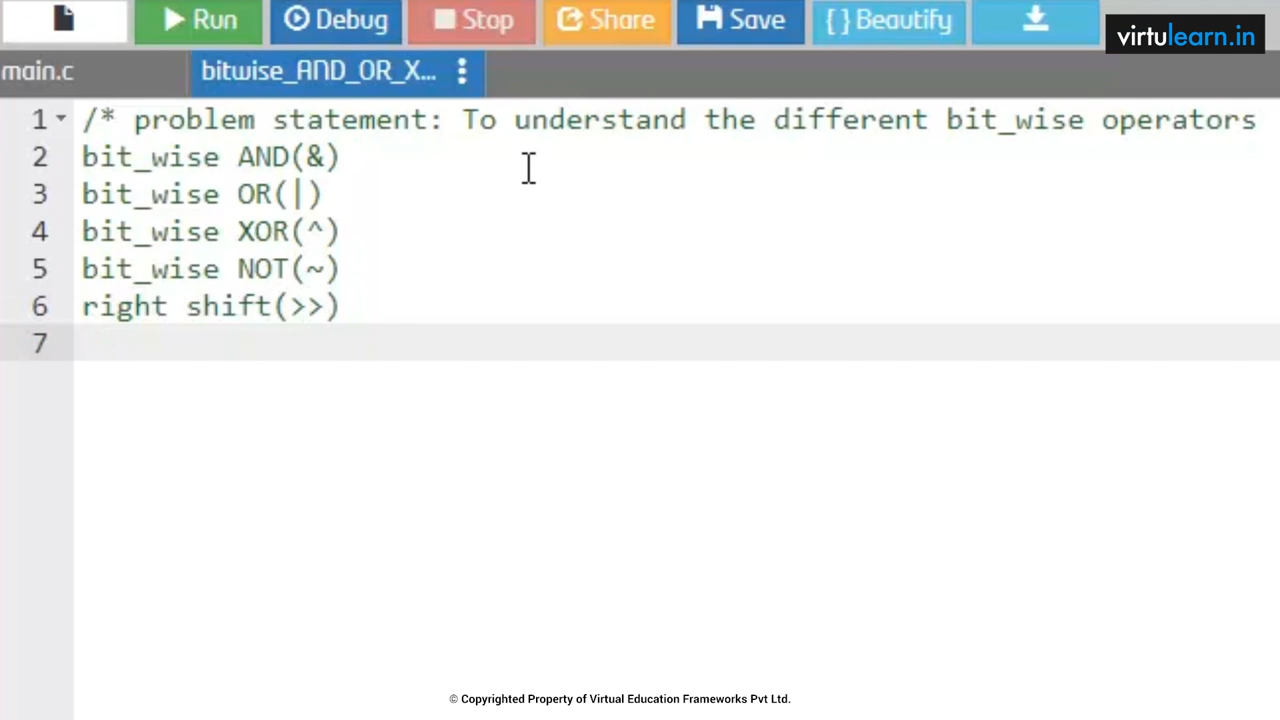 Run Debug Stop Share Save { } Beautify
virtulearn.in
main.c bitwise_AND_OR_X...
1 /* problem statement: To understand the different bit_wise operators
2 bit_wise AND(&)
3 bit_wise OR(|)
4 bit_wise XOR(^)
5 bit_wise NOT(~)
6 right shift(>>)
7
© Copyrighted Property of Virtual Education Frameworks Pvt Ltd.